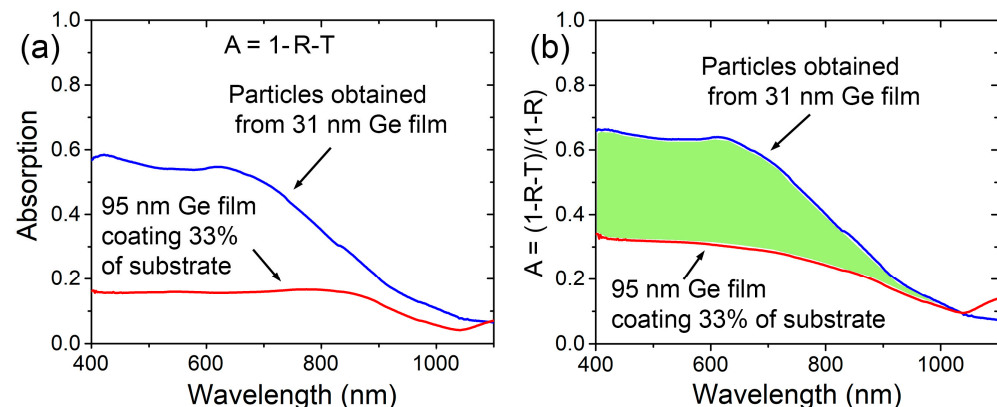 (a)
A = 1-R-T
Particles obtained
from 31 nm Ge film
95 nm Ge film
coating 33%
of substrate
Absorption
1.0
0.8
0.6
0.4
0.2
0.0
400
600
800
1000
Wavelength (nm)
(b)
Particles obtained
from 31 nm Ge film
95 nm Ge film
coating 33% of substrate
A = (1-R-T)/(1-R)
1.0
0.8
0.6
0.4
0.2
0.0
400
600
800
1000
Wavelength (nm)